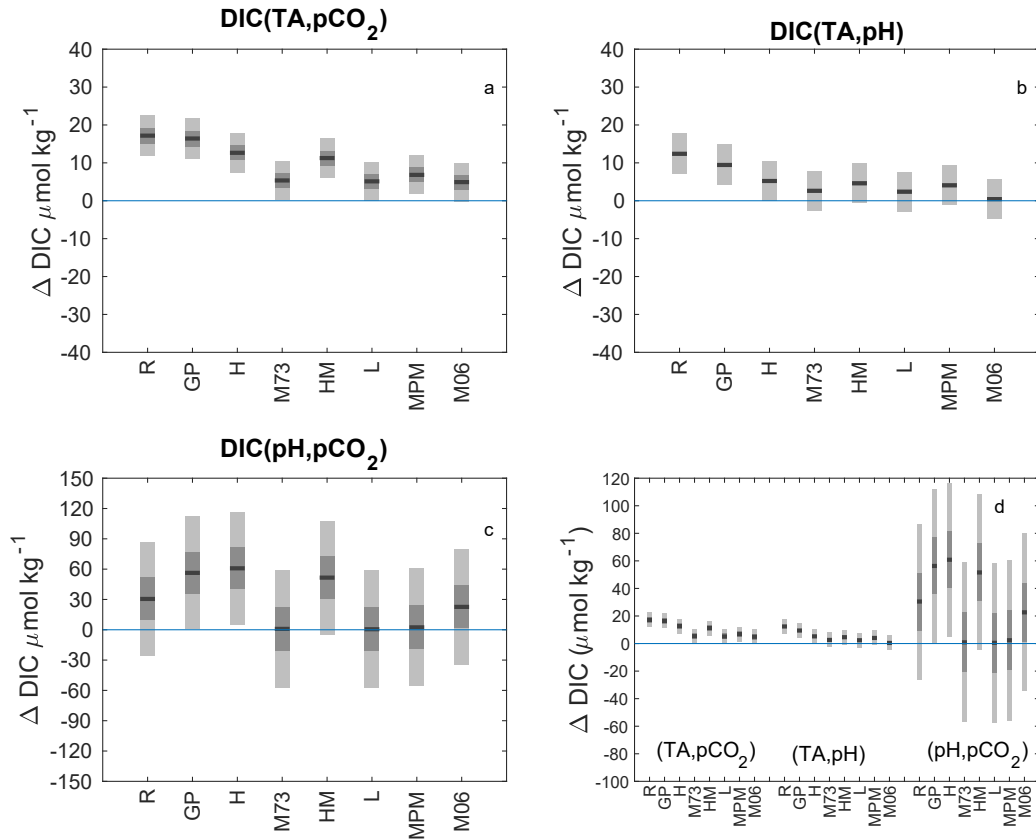 DIC(TA,pCO2)
a
Δ DIC μmol kg-1
40
30
20
10
0
-10
-20
-30
-40
R
GP
H
M73
HM
L
MPM
M06
DIC(TA,pH)
b
Δ DIC μmol kg-1
40
30
20
10
0
-10
-20
-30
-40
R
GP
H
M73
HM
L
MPM
M06
DIC(pH,pCO2)
c
Δ DIC μmol kg-1
150
120
90
60
30
0
-30
-60
-90
-120
-150
R
GP
H
M73
HM
L
MPM
M06
d
Δ DIC (μmol kg-1)
120
100
80
60
40
20
0
-20
-40
-60
-80
-100
(TA,pCO2)
(TA,pH)
(pH,pCO2)
R
GP
H
M73
HM
L
MPM
M06
R
GP
H
M73
HM
L
MPM
M06
R
GP
H
M73
HM
L
MPM
M06